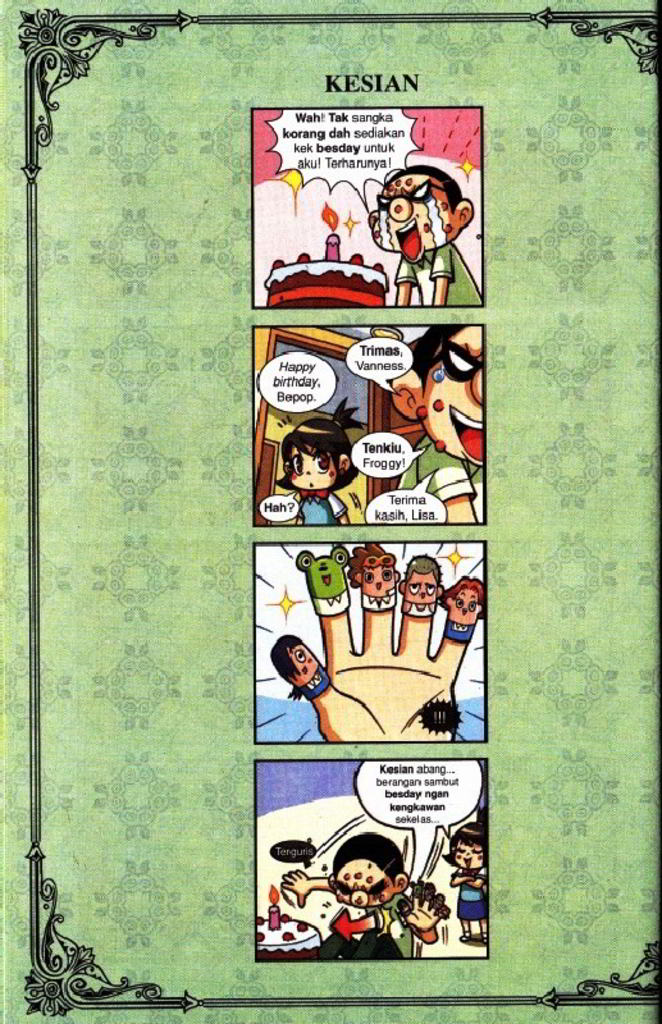 KESIAN
Wah! Tak sangka
korang dah sediakan
kek besday untuk
aku! Terharunya!
Happy
birthday,
Bepop.
Trimas,
Vanness.
Tenkiu,
Froggy!
Hah?
Terima
kasih, Lisa.
!!!
Kesian abang...
berangan sambut
besday ngan
kengkawan
sekelas...
Terguris